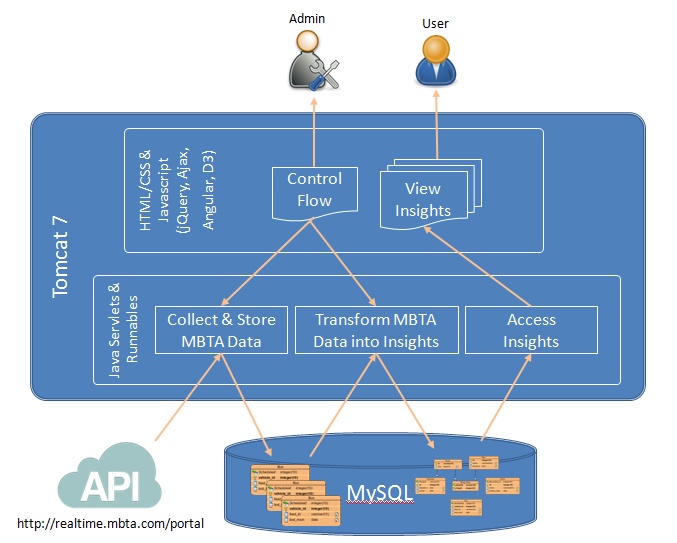 Admin
User
Tomcat 7
HTML/CSS &
Javascript
(jQuery, Ajax,
Angular, D3)
Control
Flow
View
Insights
Java Servlets &
Runnables
Collect & Store
MBTA Data
Transform MBTA
Data into Insights
Access
Insights
API
http://realtime.mbta.com/portal
MySQL